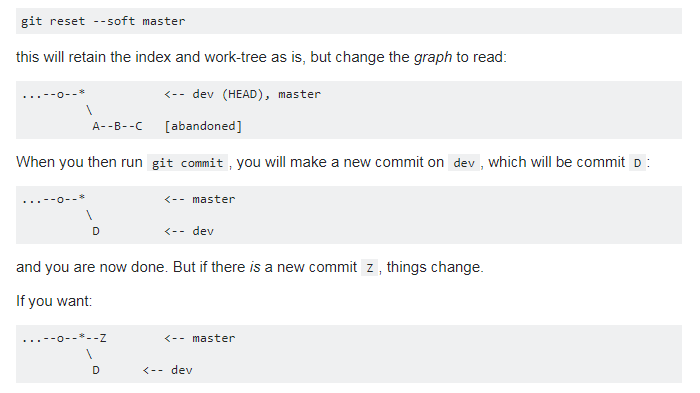 git reset --soft master
this will retain the index and work-tree as is, but change the graph to read:
...--o--*           <-- dev (HEAD), master
         \
          A--B--C   [abandoned]
When you then run git commit , you will make a new commit on dev , which will be commit D :
...--o--*           <-- master
         \
          D         <-- dev
and you are now done. But if there is a new commit Z , things change.
If you want:
...--o--*--Z        <-- master
         \
          D      <-- dev